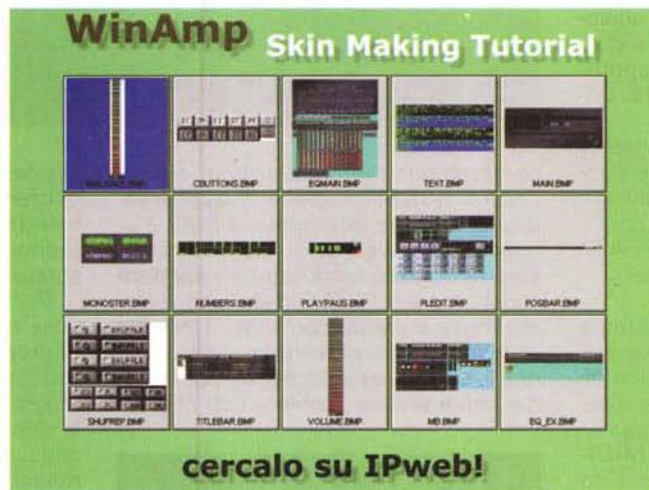 WinAmp Skin Making Tutorial
BALANCE.BMP CBUTTONS.BMP EQMAIN.BMP TEXT.BMP MAIN.BMP
MONOSTER.BMP NUMBERS.BMP PLAYPAUS.BMP PLEDIT.BMP POSBAR.BMP
SHUFREP.BMP TITLEBAR.BMP VOLUME.BMP MB.BMP EQ_EX.BMP
cercalo su IPweb!